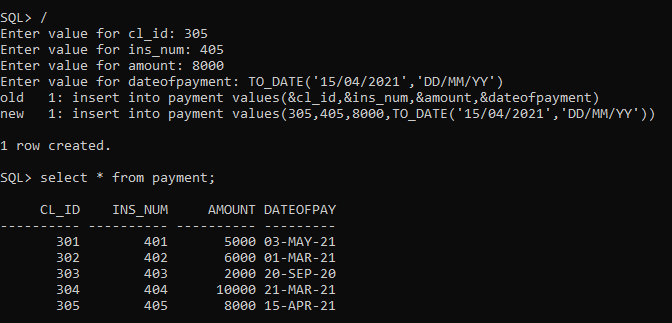 SQL> /
Enter value for cl_id: 305
Enter value for ins_num: 405
Enter value for amount: 8000
Enter value for dateofpayment: TO_DATE('15/04/2021','DD/MM/YY')
old   1: insert into payment values(&cl_id,&ins_num,&amount,&dateofpayment)
new   1: insert into payment values(305,405,8000,TO_DATE('15/04/2021','DD/MM/YY'))
1 row created.
SQL> select * from payment;
     CL_ID    INS_NUM     AMOUNT DATEOFPAY
---------- ---------- ---------- ---------
       301        401       5000 03-MAY-21
       302        402       6000 01-MAR-21
       303        403       2000 20-SEP-20
       304        404      10000 21-MAR-21
       305        405       8000 15-APR-21